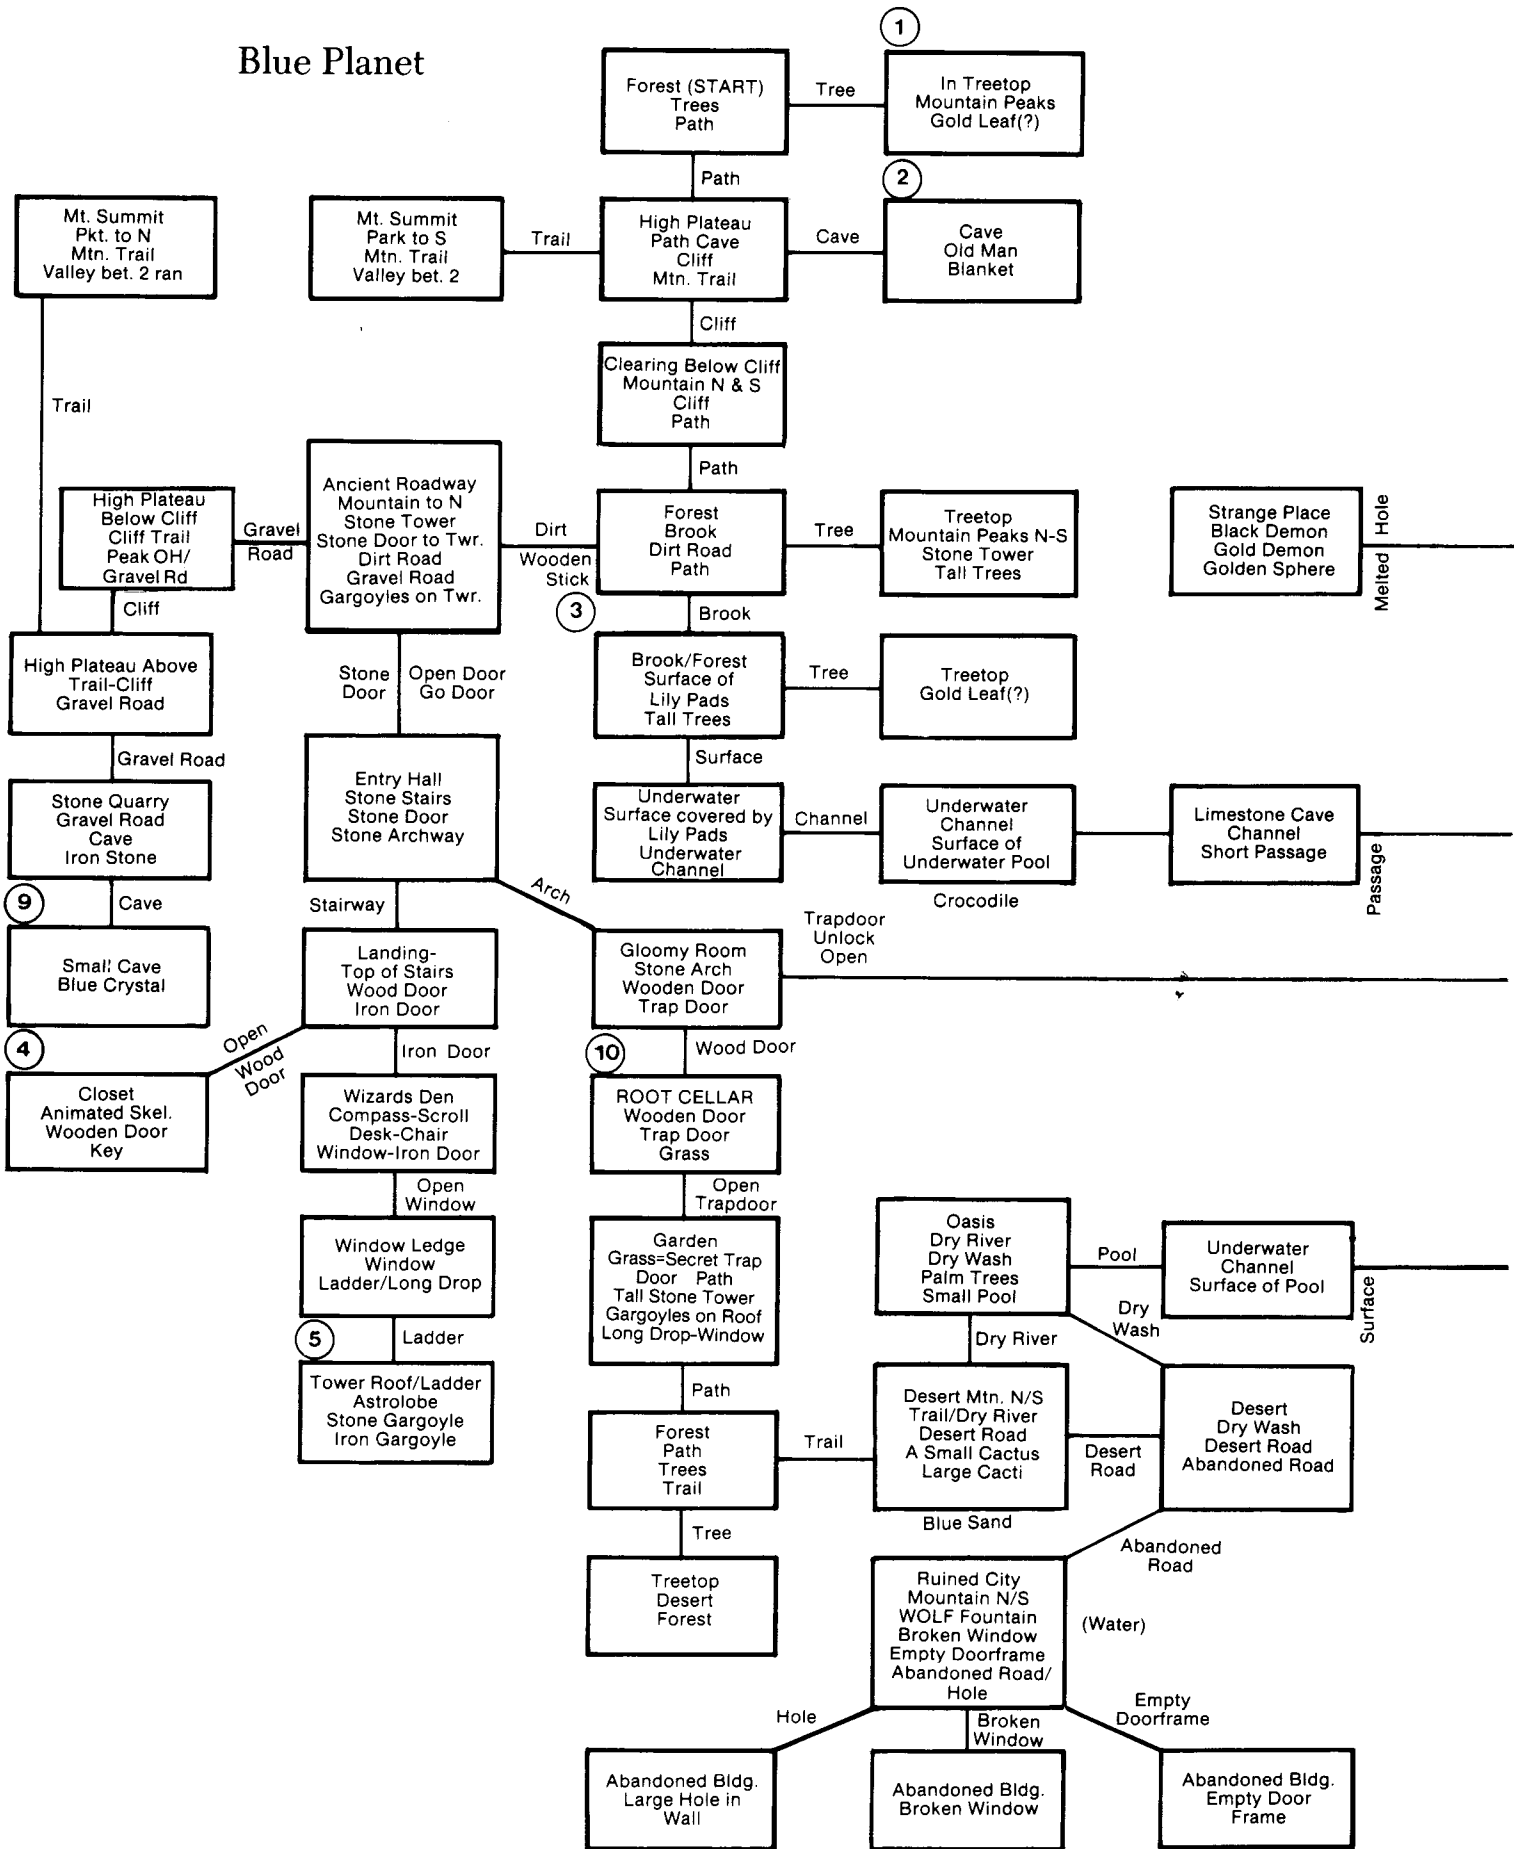 Blue Planet
1
Forest (START)
Trees
Path
Tree
In Treetop
Mountain Peaks
Gold Leaf(?)
Path
2
Mt. Summit
Pkt. to N
Mtn. Trail
Valley bet. 2 ran
Mt. Summit
Park to S
Mtn. Trail
Valley bet. 2
Trail
High Plateau
Path Cave
Cliff
Mtn. Trail
Cave
Cave
Old Man
Blanket
Cliff
Clearing Below Cliff
Mountain N & S
Cliff
Path
Trail
Path
High Plateau
Below Cliff
Cliff Trail
Peak OH/
Gravel Rd
Gravel
Road
Ancient Roadway
Mountain to N
Stone Tower
Stone Door to Twr.
Dirt Road
Gravel Road
Gargoyles on Twr.
Dirt
Wooden
Stick
3
Forest
Brook
Dirt Road
Path
Tree
Treetop
Mountain Peaks N-S
Stone Tower
Tall Trees
Strange Place
Black Demon
Gold Demon
Golden Sphere
Melted Hole
Cliff
Brook
High Plateau Above
Trail-Cliff
Gravel Road
Stone
Door
Open Door
Go Door
Brook/Forest
Surface of
Lily Pads
Tall Trees
Tree
Treetop
Gold Leaf(?)
Gravel Road
Surface
Stone Quarry
Gravel Road
Cave
Iron Stone
Entry Hall
Stone Stairs
Stone Door
Stone Archway
Underwater
Surface covered by
Lily Pads
Underwater
Channel
Channel
Underwater
Channel
Surface of
Underwater Pool
Crocodile
Limestone Cave
Channel
Short Passage
Passage
9
Cave
Stairway
Arch
Small Cave
Blue Crystal
Landing-
Top of Stairs
Wood Door
Iron Door
Gloomy Room
Stone Arch
Wooden Door
Trap Door
Trapdoor
Unlock
Open
4
Open
Wood
Door
Iron Door
10
Wood Door
Closet
Animated Skel.
Wooden Door
Key
Wizards Den
Compass-Scroll
Desk-Chair
Window-Iron Door
ROOT CELLAR
Wooden Door
Trap Door
Grass
Open
Window
Open
Trapdoor
Window Ledge
Window
Ladder/Long Drop
Garden
Grass=Secret Trap
Door Path
Tall Stone Tower
Gargoyles on Roof
Long Drop-Window
Oasis
Dry River
Dry Wash
Palm Trees
Small Pool
Pool
Underwater
Channel
Surface of Pool
Surface
5
Ladder
Dry River
Dry
Wash
Tower Roof/Ladder
Astrolobe
Stone Gargoyle
Iron Gargoyle
Path
Forest
Path
Trees
Trail
Trail
Desert Mtn. N/S
Trail/Dry River
Desert Road
A Small Cactus
Large Cacti
Blue Sand
Desert
Road
Desert
Dry Wash
Desert Road
Abandoned Road
Tree
Abandoned
Road
Treetop
Desert
Forest
Ruined City
Mountain N/S
WOLF Fountain
Broken Window
Empty Doorframe
Abandoned Road/
Hole
(Water)
Hole
Broken
Window
Empty
Doorframe
Abandoned Bldg.
Large Hole in
Wall
Abandoned Bldg.
Broken Window
Abandoned Bldg.
Empty Door
Frame